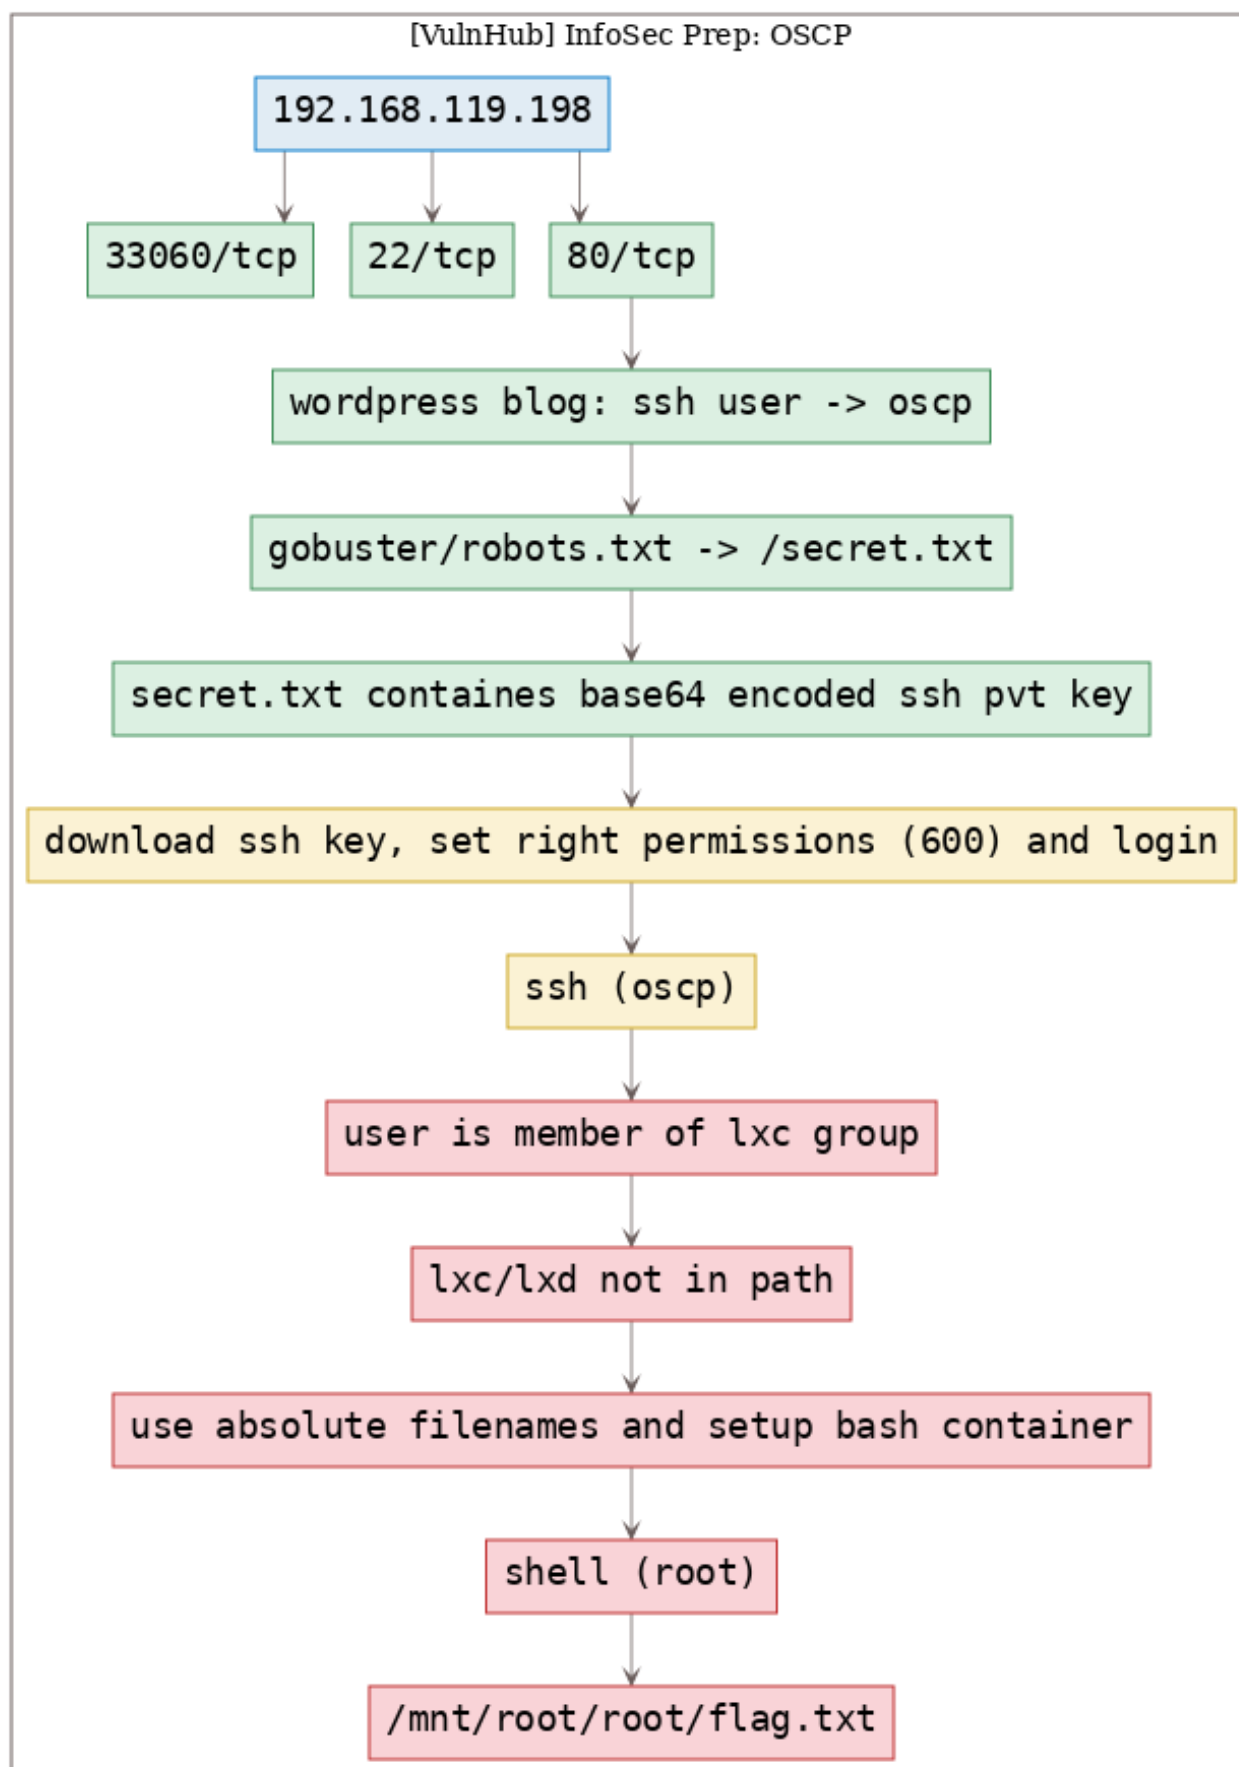 [VulnHub] InfoSec Prep: OSCP
192.168.119.198
33060/tcp
22/tcp
80/tcp
wordpress blog: ssh user -> oscp
gobuster/robots.txt -> /secret.txt
secret.txt containes base64 encoded ssh pvt key
download ssh key, set right permissions (600) and login
ssh (oscp)
user is member of lxc group
lxc/lxd not in path
use absolute filenames and setup bash container
shell (root)
/mnt/root/root/flag.txt